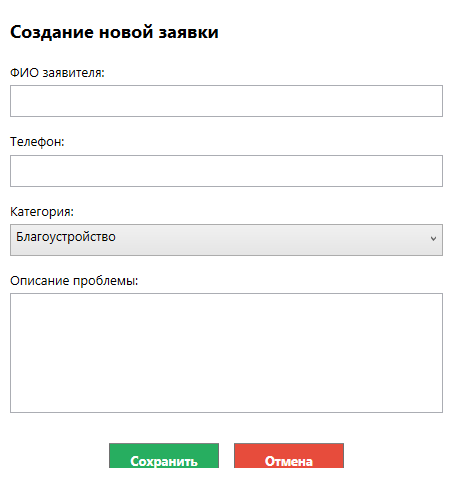 Создание новой заявки
ФИО заявителя:
Телефон:
Категория:
Благоустройство
Описание проблемы:
Сохранить
Отмена